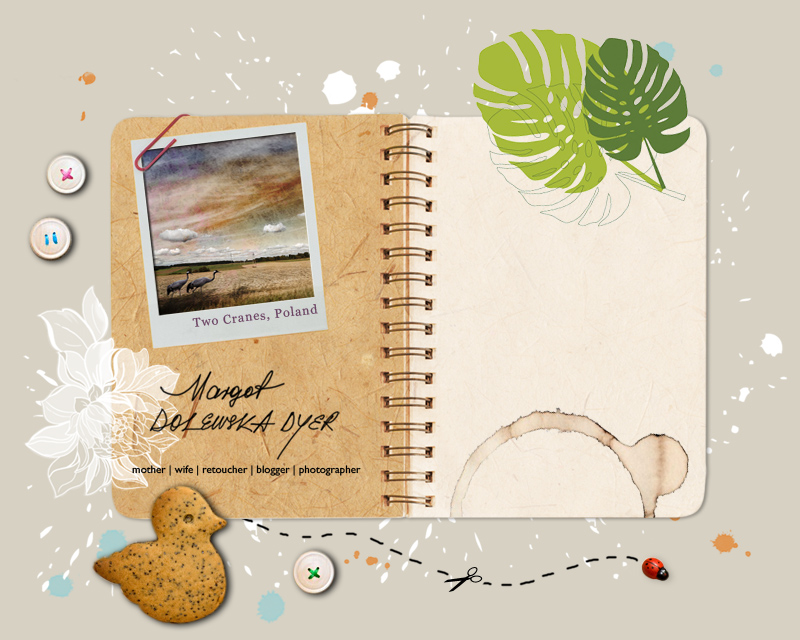 Two Cranes, Poland
Margot
DOLEWSKA DYER
mother | wife | retoucher | blogger | photographer